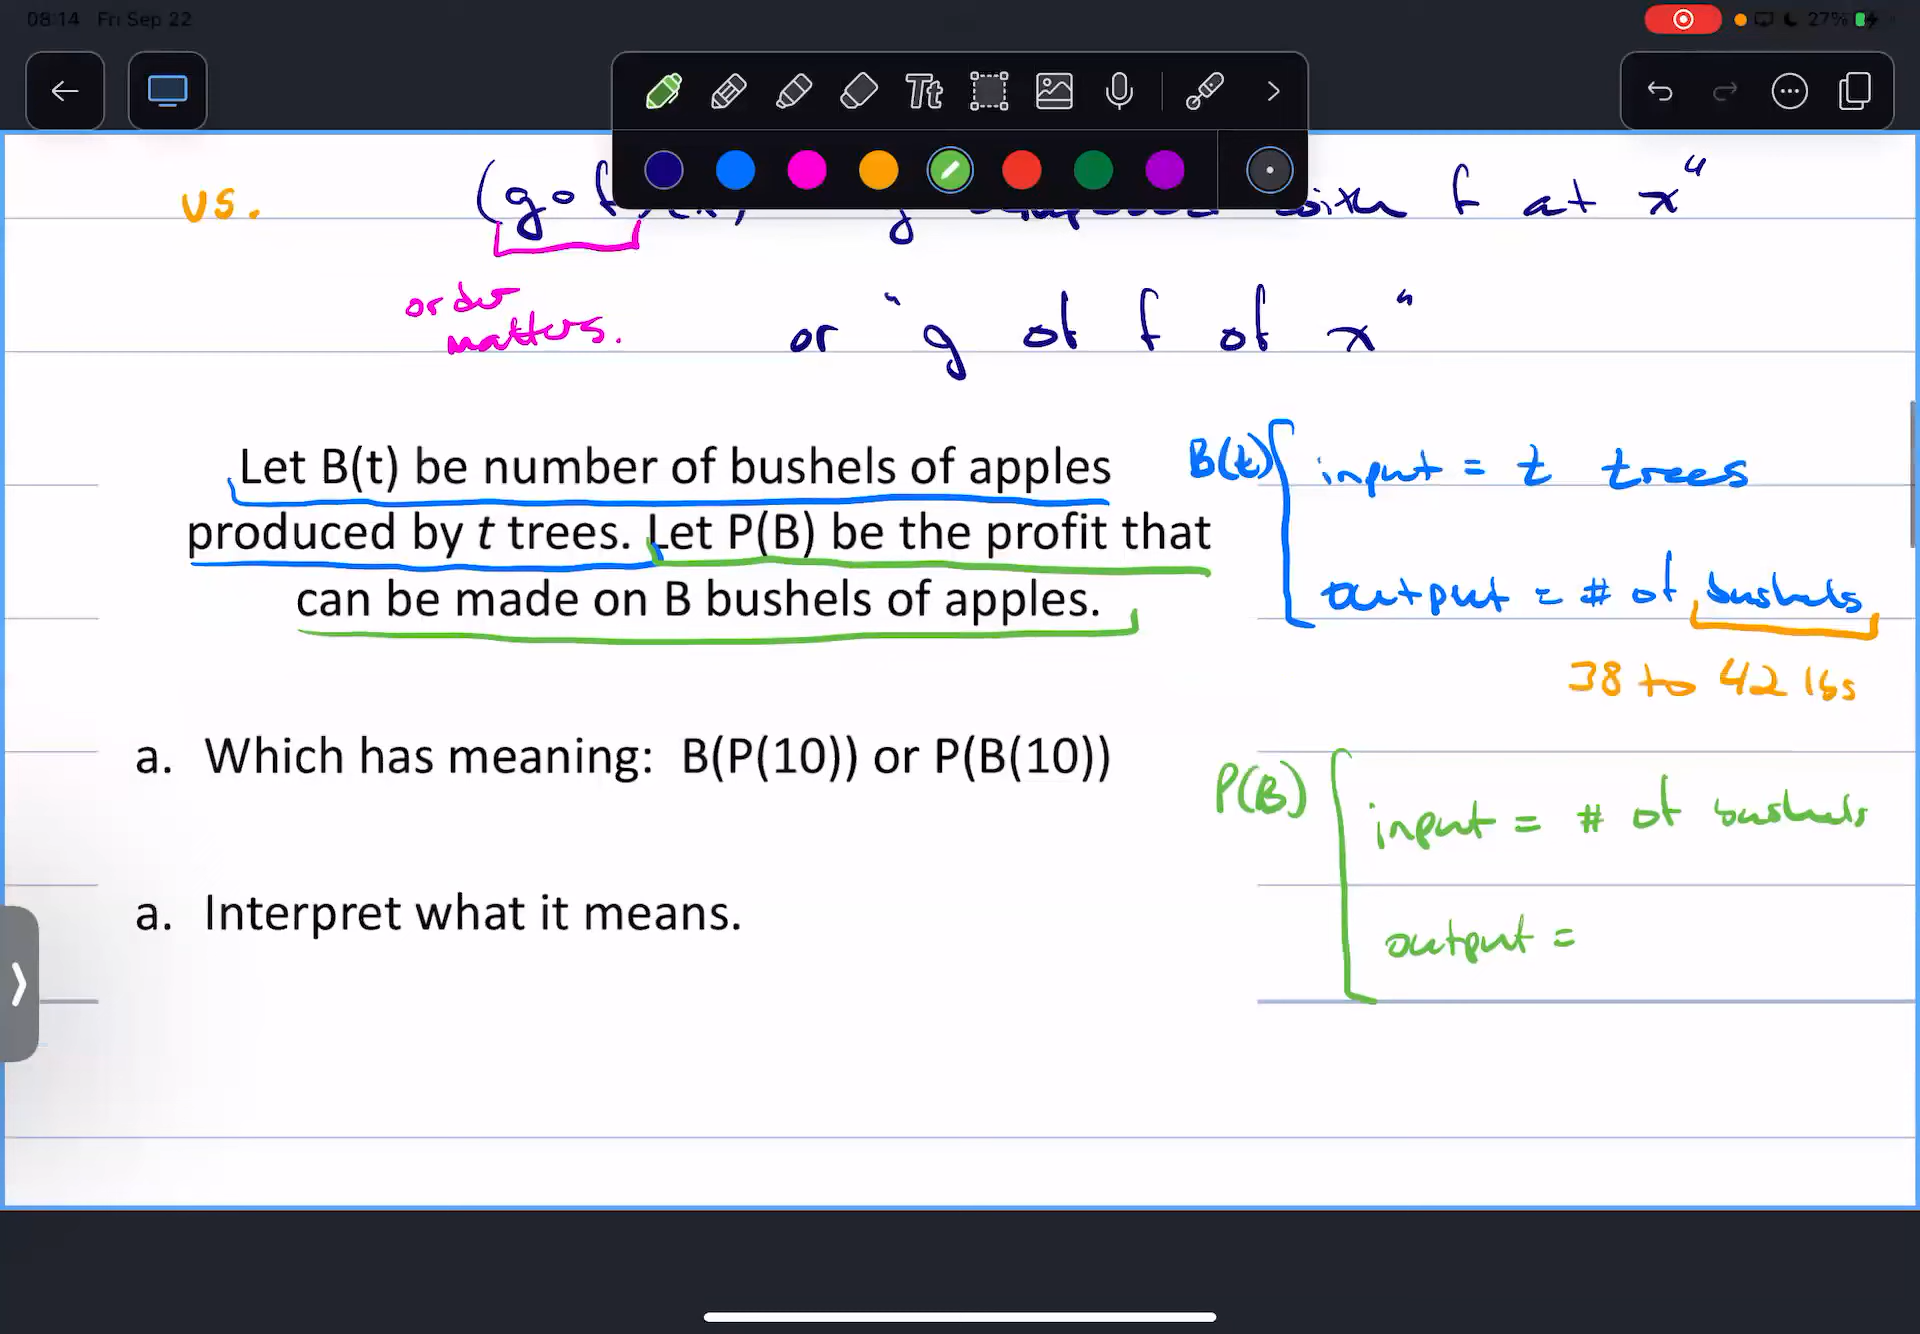 08:14 Fri Sep 22
27%
Tt
vs. (g∘f with f at x"
order matters.
or "g of f of x"
Let B(t) be number of bushels of apples
produced by t trees. Let P(B) be the profit that
can be made on B bushels of apples.
B(t) input = t trees
output = # of bushels
38 to 42 lbs
a. Which has meaning: B(P(10)) or P(B(10))
P(B) input = # of bushels
output =
a. Interpret what it means.